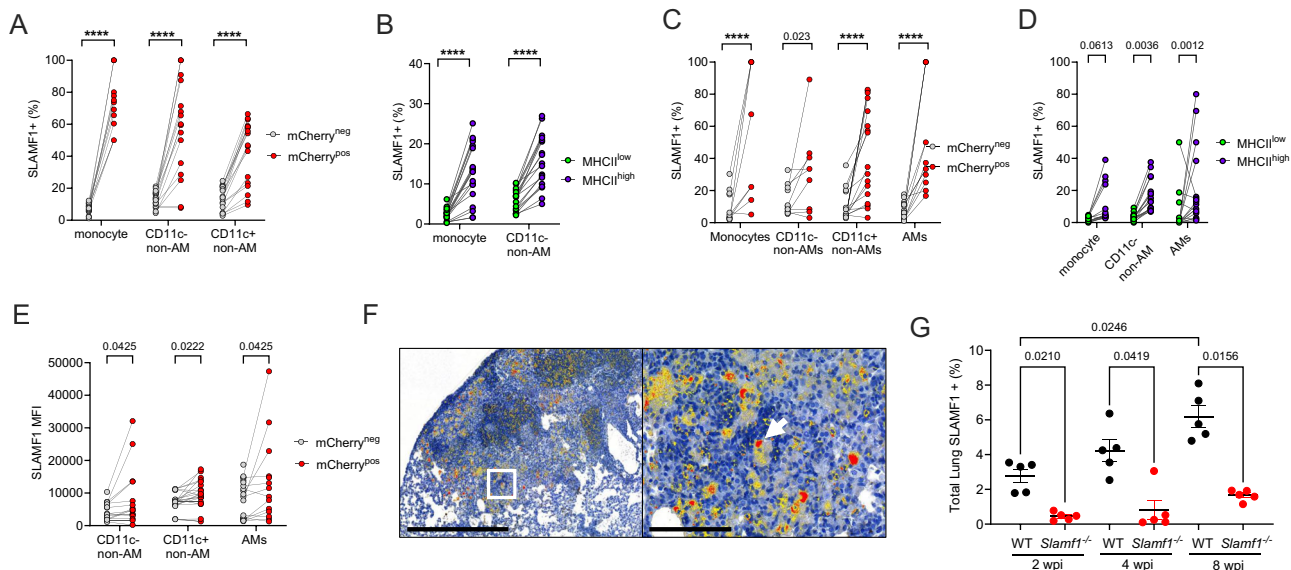 A
**** **** ****
SLAMF1+ (%)
100
80
60
40
20
0
monocyte
CD11c-
non-AM
CD11c+
non-AM
mCherryneg
mCherrypos
B
**** ****
SLAMF1+ (%)
40
30
20
10
0
monocyte
CD11c-
non-AM
MHCIIlow
MHCIIhigh
C
**** 0.023 **** ****
SLAMF1+ (%)
100
80
60
40
20
0
Monocytes
CD11c-
non-AMs
CD11c+
non-AMs
AMs
mCherryneg
mCherrypos
D
0.0613 0.0036 0.0012
SLAMF1+ (%)
100
80
60
40
20
0
monocyte
CD11c-
non-AM
AMs
MHCIIlow
MHCIIhigh
E
0.0425 0.0222 0.0425
SLAMF1 MFI
50000
40000
30000
20000
10000
0
CD11c-
non-AM
CD11c+
non-AM
AMs
mCherryneg
mCherrypos
F
G
0.0246
0.0210 0.0419 0.0156
Total Lung SLAMF1 + (%)
10
8
6
4
2
0
WT Slamf1-/- WT Slamf1-/- WT Slamf1-/-
2 wpi 4 wpi 8 wpi